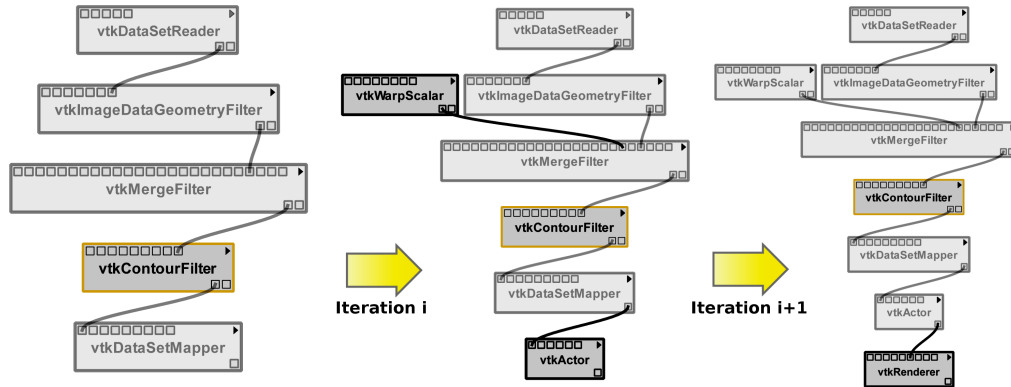 vtkDataSetReader
vtkImageDataGeometryFilter
vtkMergeFilter
vtkContourFilter
vtkDataSetMapper
Iteration i
vtkDataSetReader
vtkWarpScalar
vtkImageDataGeometryFilter
vtkMergeFilter
vtkContourFilter
vtkDataSetMapper
vtkActor
Iteration i+1
vtkDataSetReader
vtkWarpScalar
vtkImageDataGeometryFilter
vtkMergeFilter
vtkContourFilter
vtkDataSetMapper
vtkActor
vtkRenderer